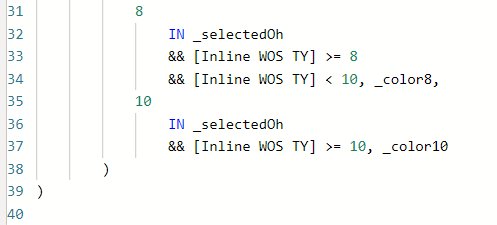 31 8
32 IN _selectedOh
33 && [Inline WOS TY] >= 8
34 && [Inline WOS TY] < 10, _color8,
35 10
36 IN _selectedOh
37 && [Inline WOS TY] >= 10, _color10
38 )
39 )
40